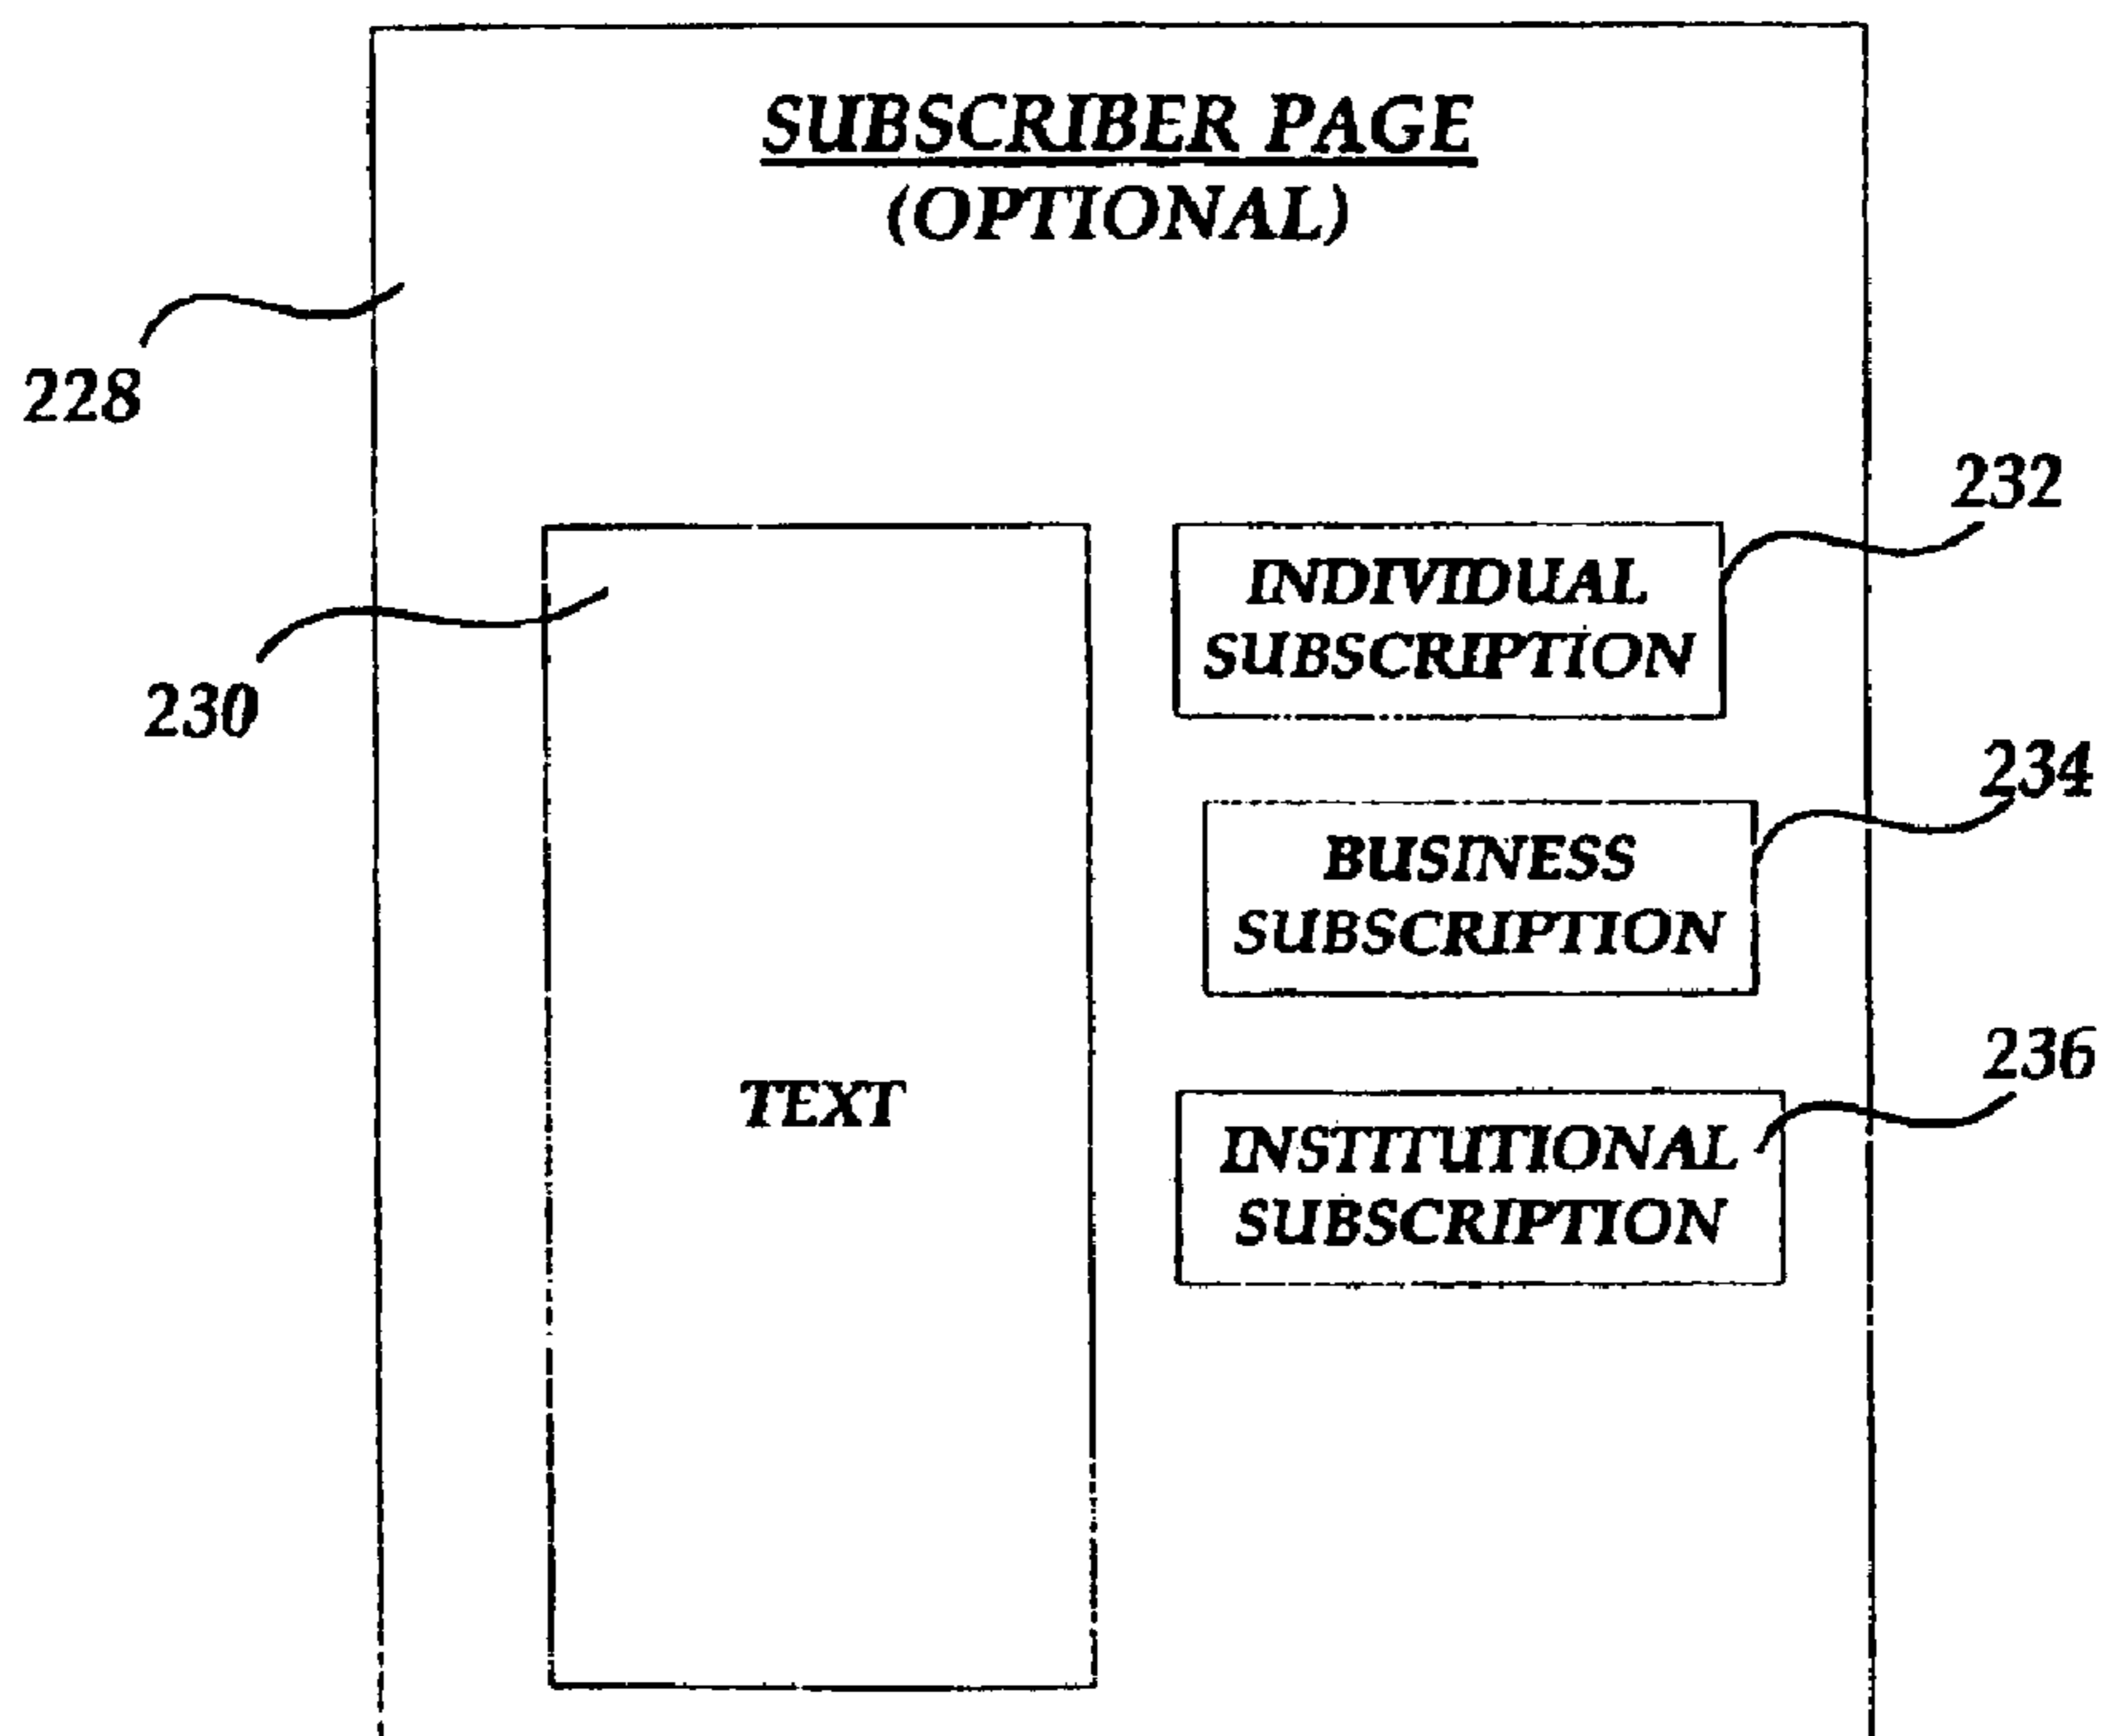 SUBSCRIBER PAGE
(OPTIONAL)
228
232
INDIVIDUAL
SUBSCRIPTION
230
234
BUSINESS
SUBSCRIPTION
236
TEXT
INSTITUTIONAL
SUBSCRIPTION